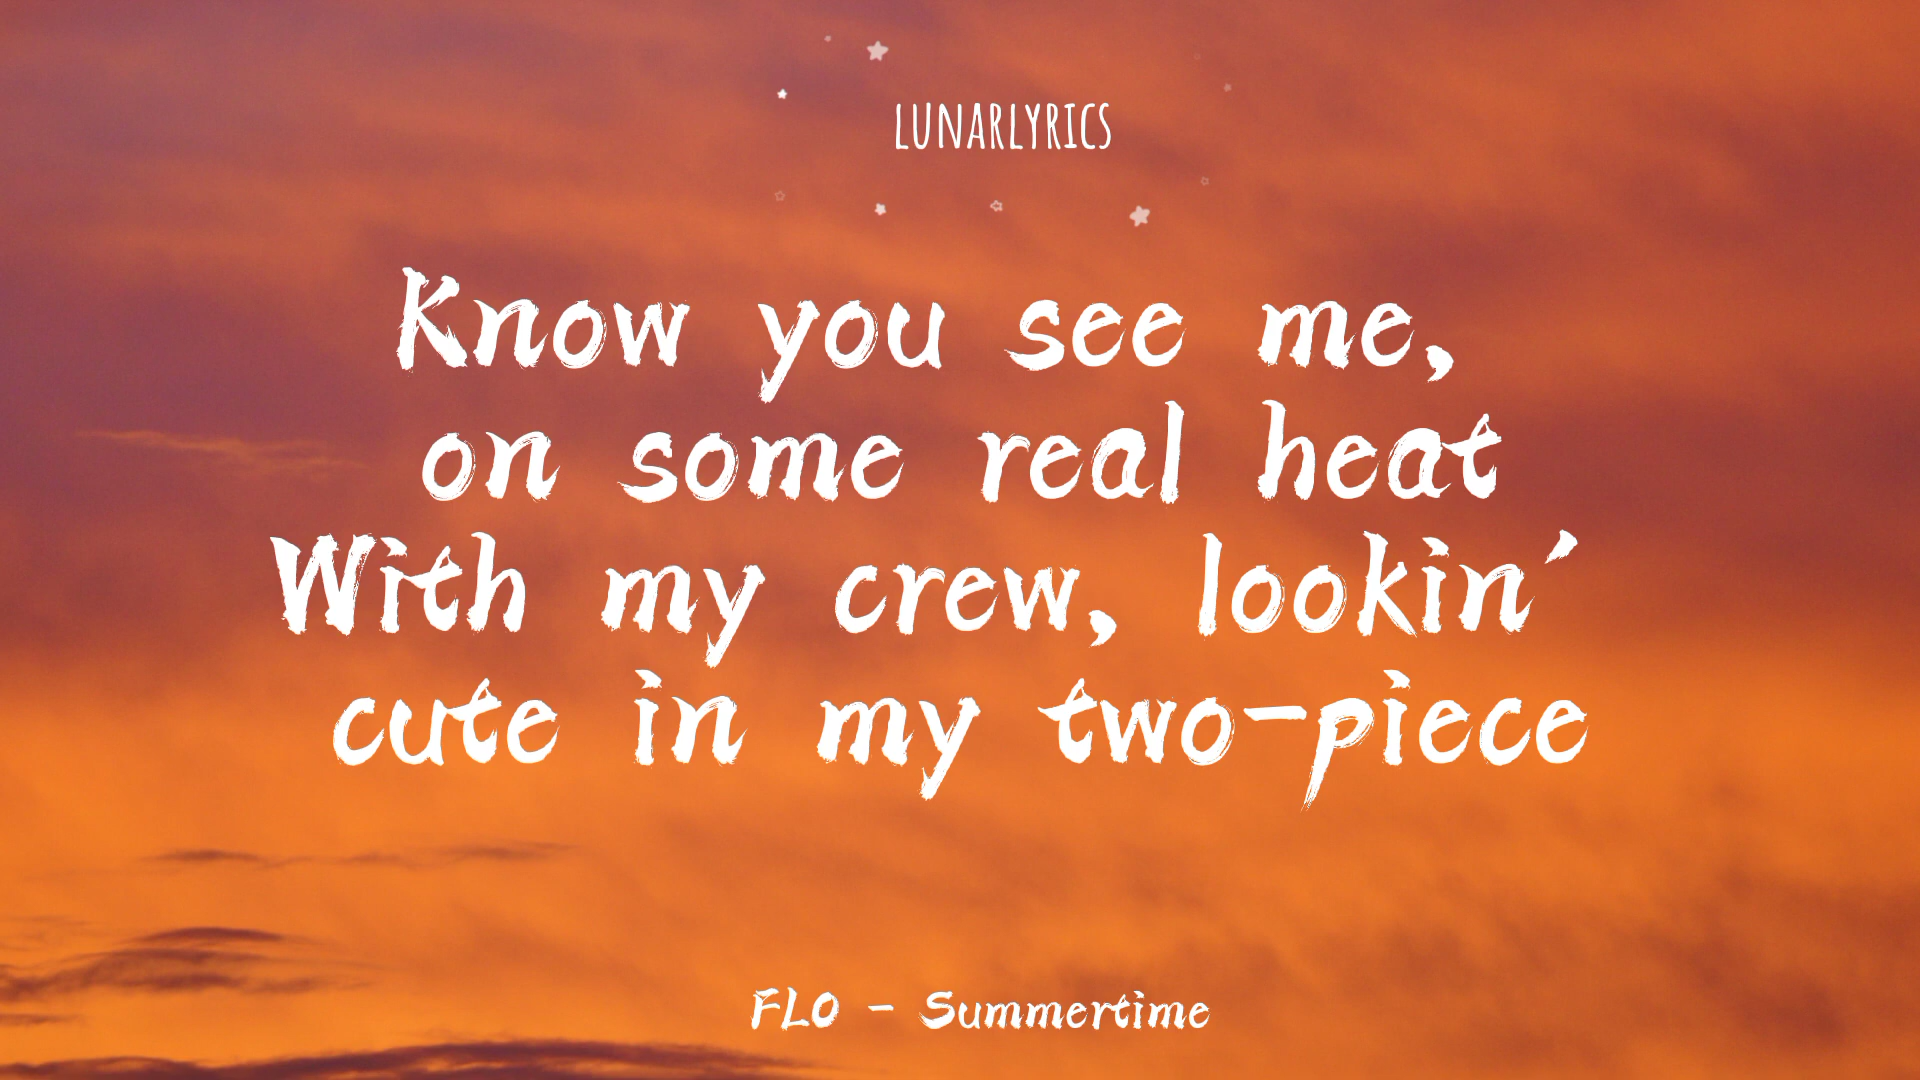 LUNARLYRICS
Know you see me,
on some real heat
With my crew, lookin'
cute in my two-piece
FLO - Summertime